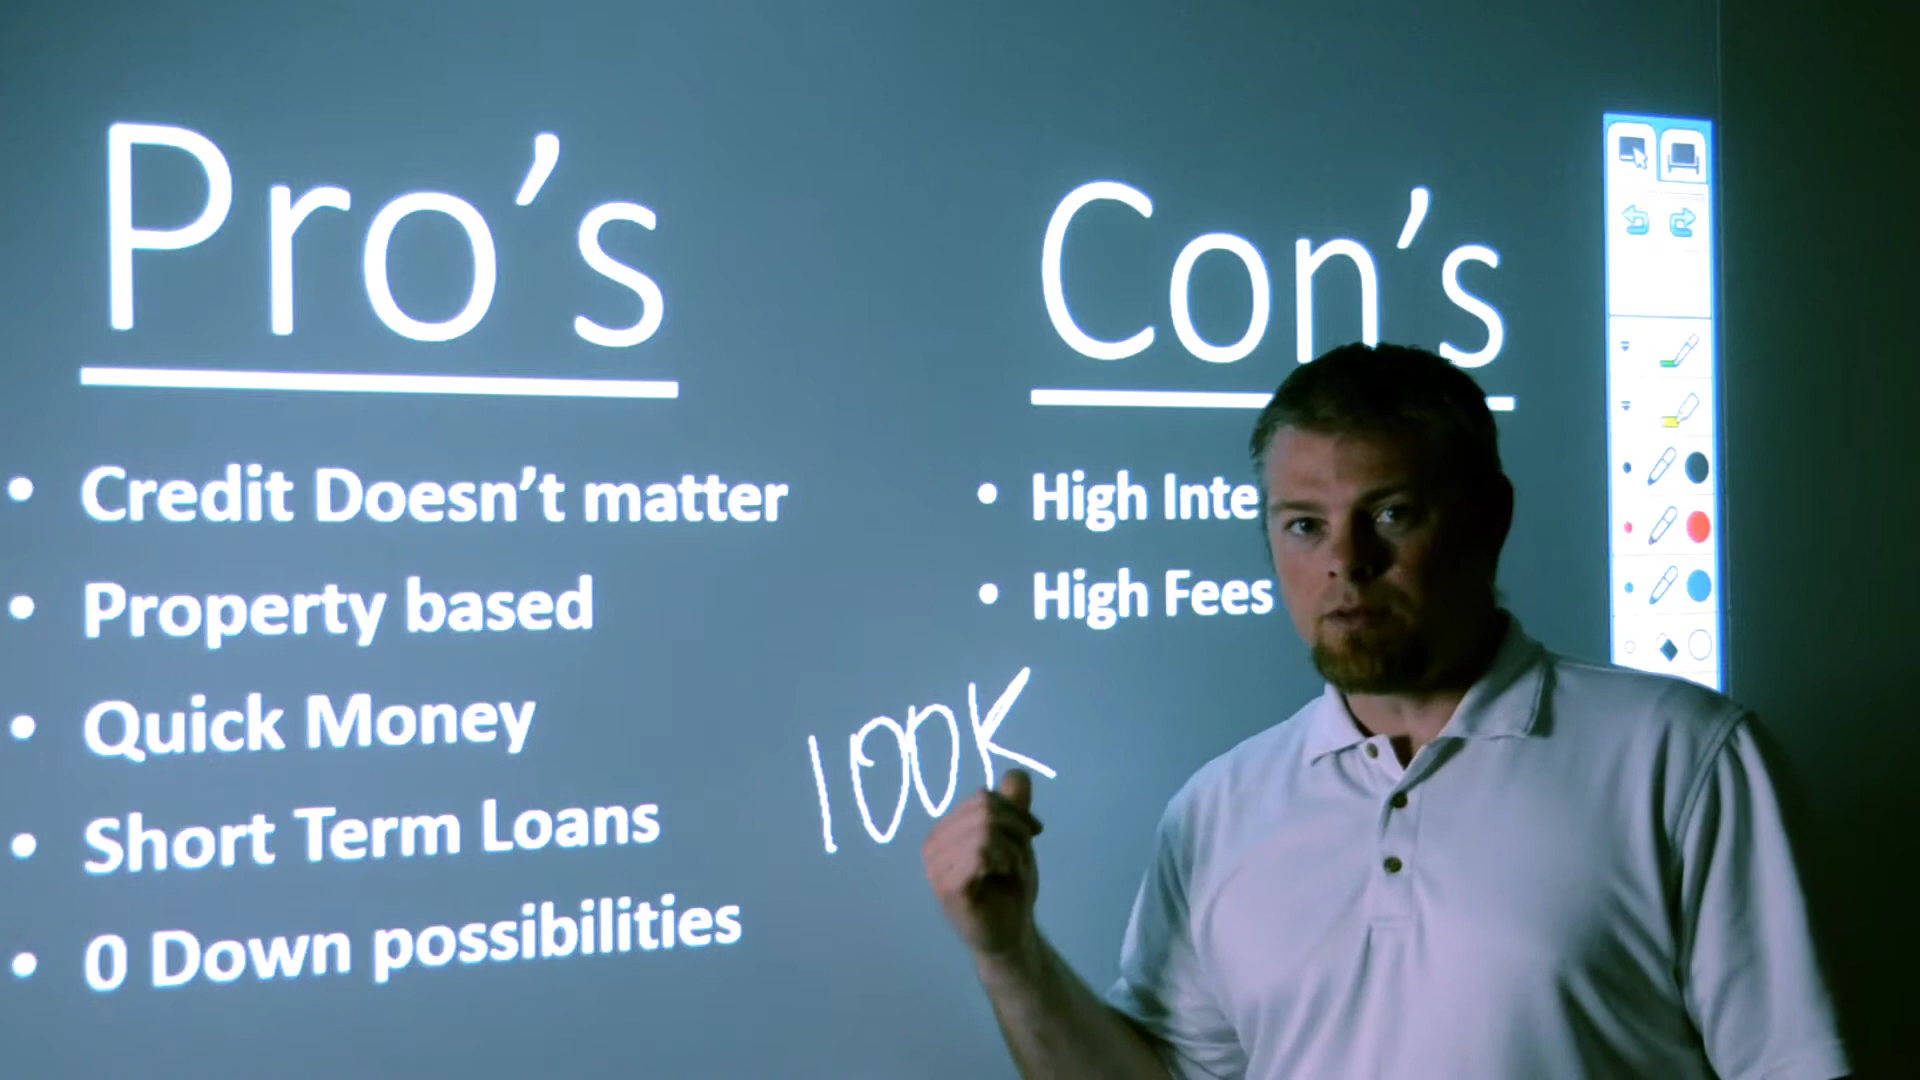 Pro's
Con's
• Credit Doesn't matter
• Property based
• Quick Money
• Short Term Loans
• 0 Down possibilities
• High
• High Fees
100K